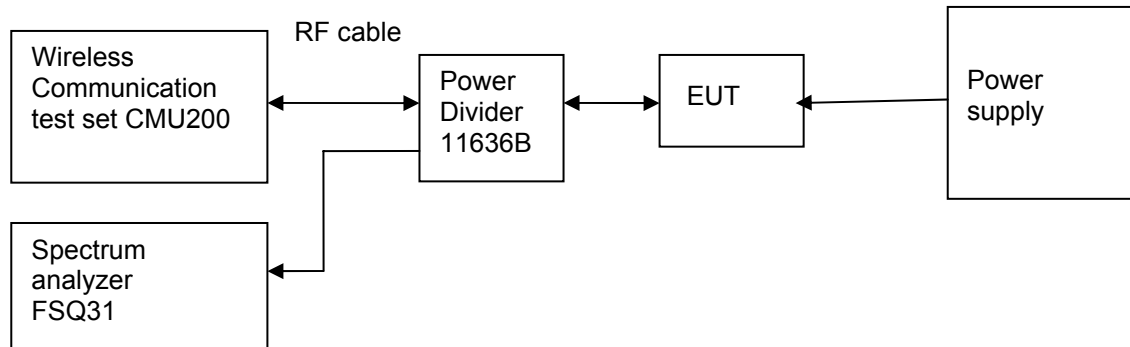 RF cable
Wireless
Communication
test set CMU200
Power
Divider
11636B
EUT
Power
supply
Spectrum
analyzer
FSQ31